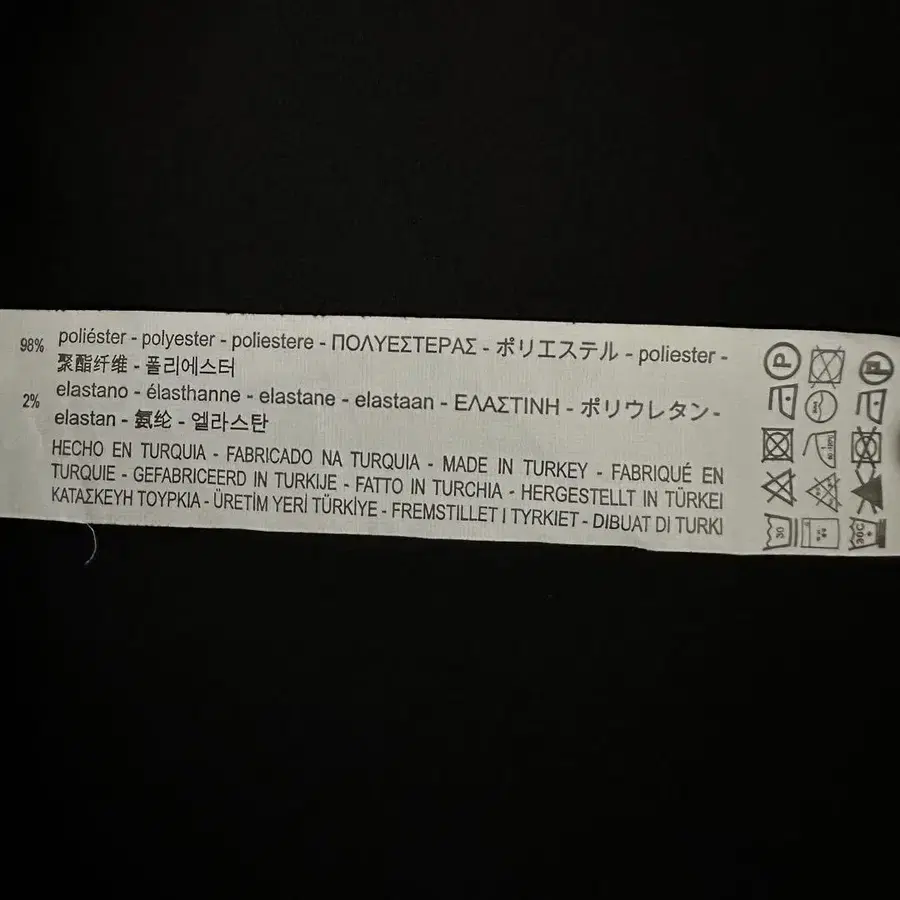 98% poliéster - polyester - poliestere - ΠΟΛΥΕΣΤΕΡΑΣ - ポリエステル - poliester -
聚酯纤维 - 폴리에스터
2% elastano - élasthanne - elastane - elastaan - ΕΛΑΣΤΙΝΗ - ポリウレタン -
elastan - 氨纶 - 엘라스탄
HECHO EN TURQUIA - FABRICADO NA TURQUIA - MADE IN TURKEY - FABRIQUÉ EN
TURQUIE - GEFABRICEERD IN TURKIJE - FATTO IN TURCHIA - HERGESTELLT IN TÜRKEI
ΚΑΤΑΣΚΕΥΗ ΤΟΥΡΚΙΑ - ÜRETİM YERİ TÜRKİYE - FREMSTILLET I TYRKIET - DIBUAT DI TURKI
P
30
30C